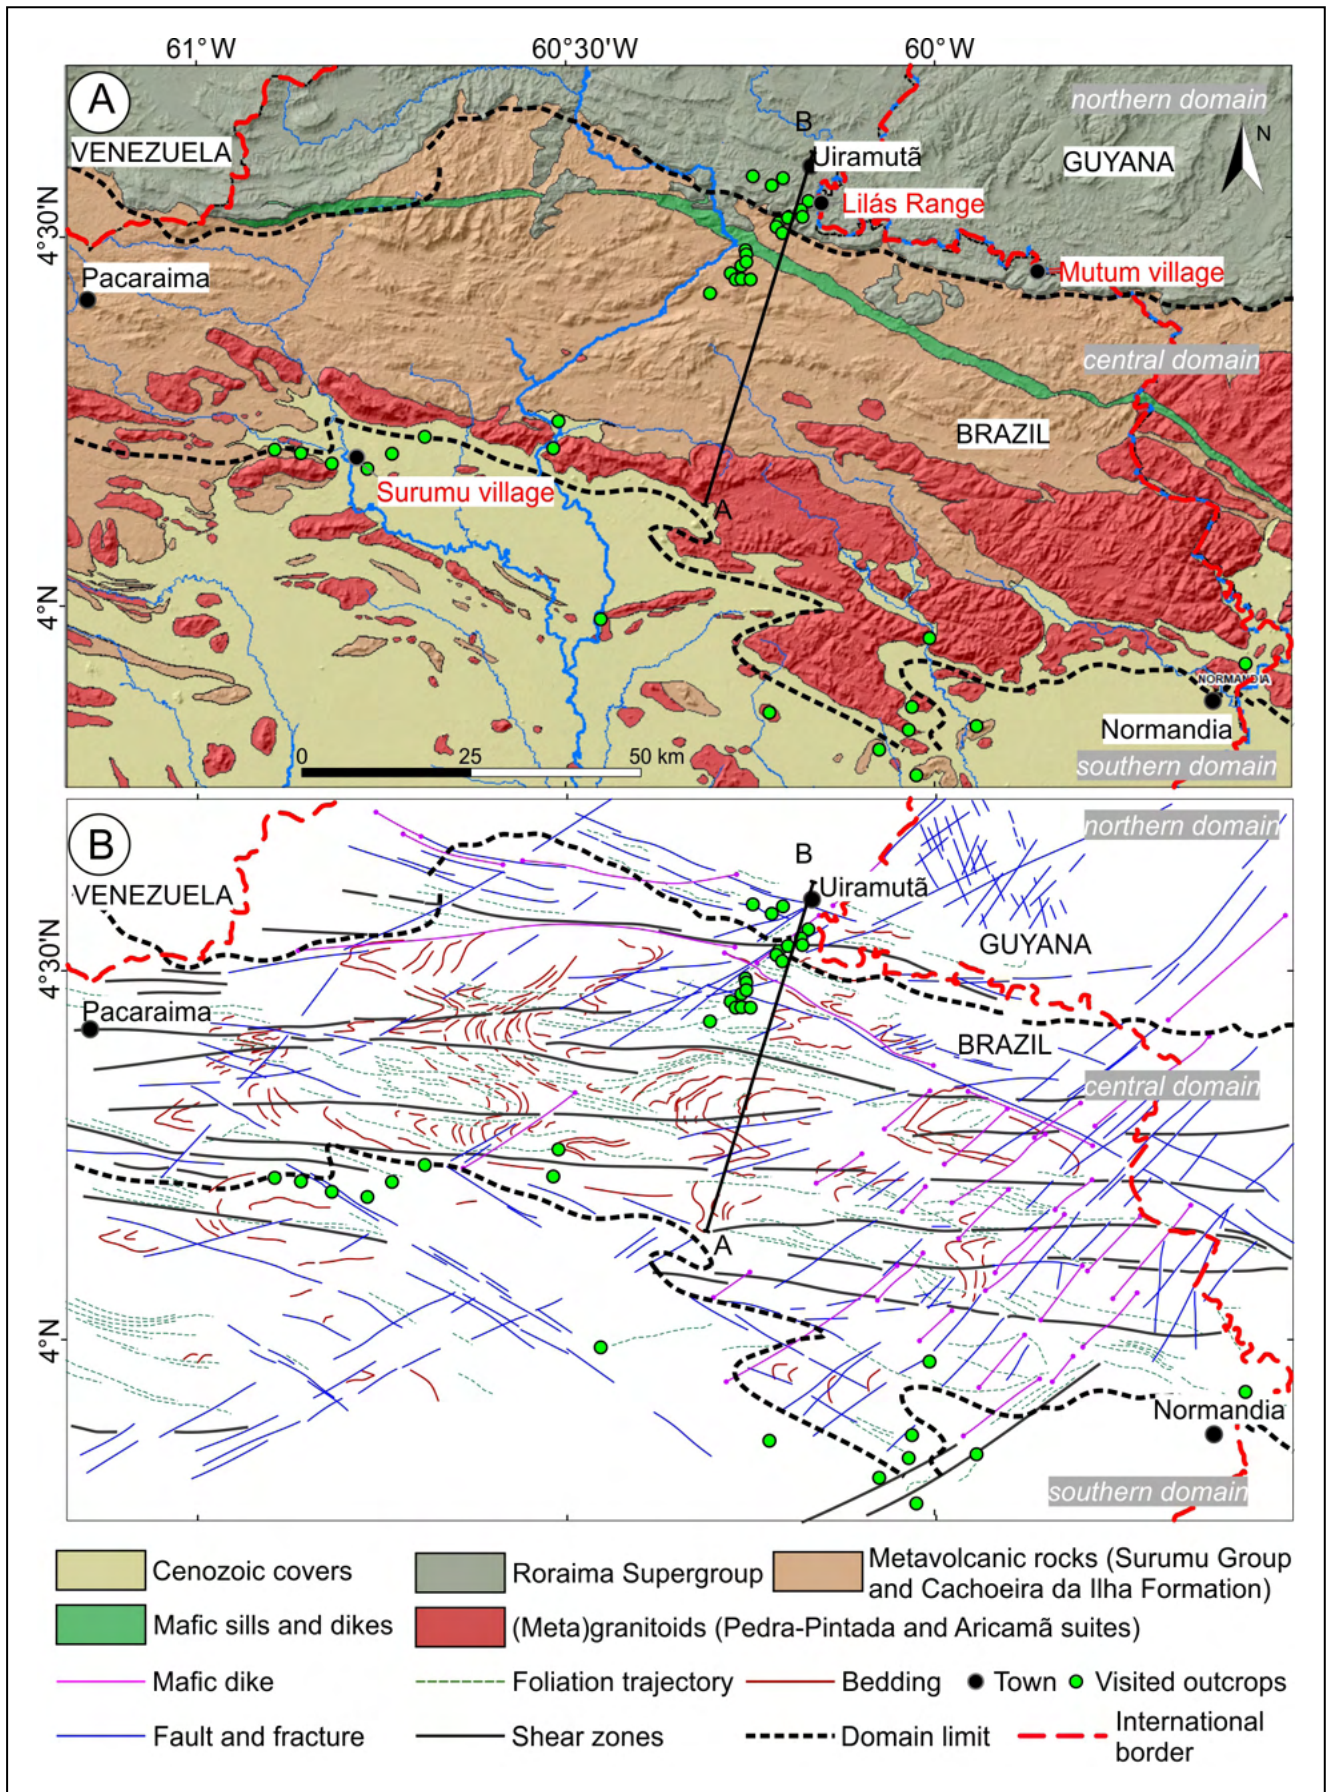 61°W 60°30'W 60°W
A
northern domain
B
N
VENEZUELA
Uiramutã
GUYANA
Lilás Range
4°30'N
Pacaraima
Mutum village
central domain
BRAZIL
Surumu village
A
4°N
NORMANDIA
Normandia
0 25 50 km
southern domain
B
northern domain
B
VENEZUELA
Uiramutã
GUYANA
4°30'N
Pacaraima
BRAZIL
central domain
A
4°N
Normandia
southern domain
Cenozoic covers
Roraima Supergroup
Metavolcanic rocks (Surumu Group
and Cachoeira da Ilha Formation)
Mafic sills and dikes
(Meta)granitoids (Pedra-Pintada and Aricamã suites)
Mafic dike
Foliation trajectory
Bedding
Town
Visited outcrops
Fault and fracture
Shear zones
Domain limit
International
border